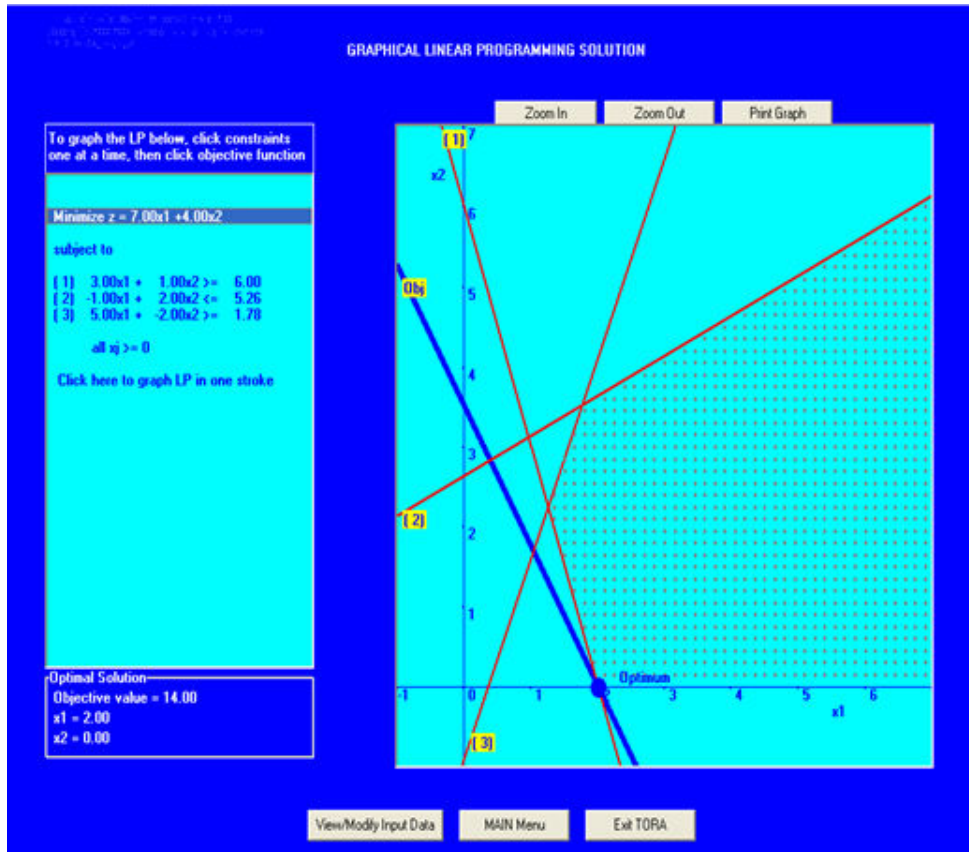 GRAPHICAL LINEAR PROGRAMMING SOLUTION
Zoom In
Zoom Out
Print Graph
To graph the LP below, click constraints
one at a time, then click objective function
Minimize z = 7.00x1 +4.00x2
subject to
( 1) 3.00x1 + 1.00x2 >= 6.00
( 2) -1.00x1 + 2.00x2 <= 5.26
( 3) 5.00x1 + -2.00x2 >= 1.78
all xj >= 0
Click here to graph LP in one stroke
Optimal Solution
Objective value = 14.00
x1 = 2.00
x2 = 0.00
( 1)
7
x2
6
Obj
5
4
3
( 2)
2
1
Optimum
-1 0 1 2 3 4 5 6
x1
( 3)
View/Modify Input Data
MAIN Menu
Exit TORA